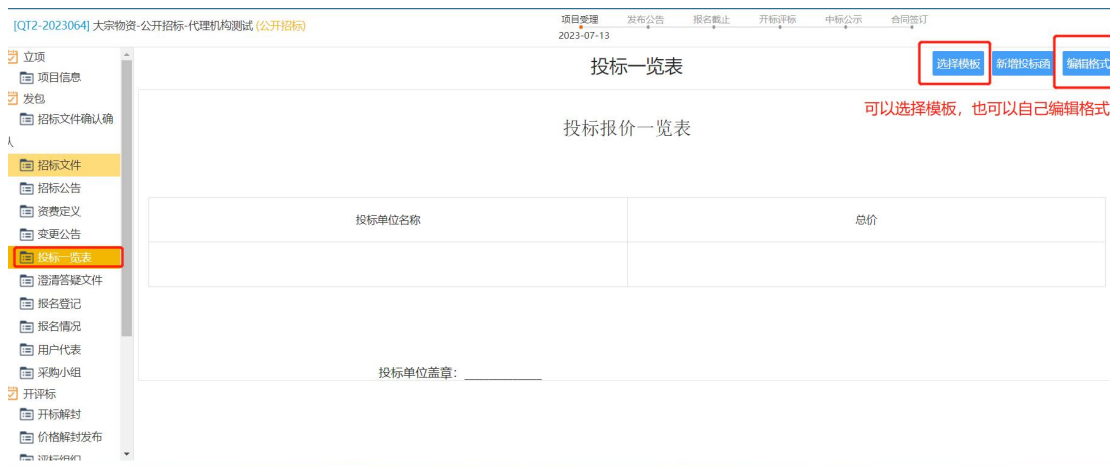 [QT2-2023064] 大宗物资-公开招标-代理机构测试 (公开招标)
项目受理 发布公告 报名截止 开标评标 中标公示 合同签订
2023-07-13
立项
项目信息
发包
招标文件确认确
认
招标文件
招标公告
资费定义
变更公告
投标一览表
澄清答疑文件
报名登记
报名情况
用户代表
采购小组
开评标
开标解封
价格解封发布
评标组织
投标一览表
选择模板 新增投标函 编辑格式
可以选择模板，也可以自己编辑格式
投标报价一览表
投标单位名称 总价
投标单位盖章：____________